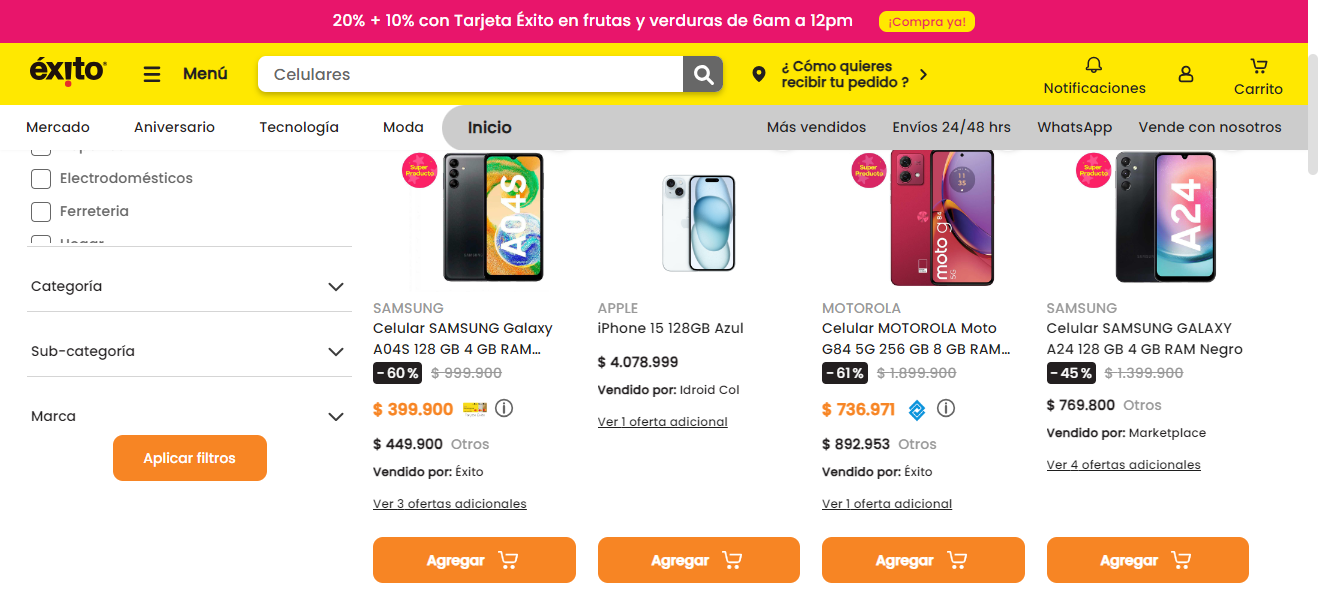 20% + 10% con Tarjeta Éxito en frutas y verduras de 6am a 12pm
¡Compra ya!
éxito
Menú
Celulares
¿ Cómo quieres
recibir tu pedido ?
Notificaciones
Carrito
Mercado
Aniversario
Tecnología
Moda
Inicio
Más vendidos
Envíos 24/48 hrs
WhatsApp
Vende con nosotros
Electrodomésticos
Ferreteria
Hogar
Categoría
Sub-categoría
Marca
Aplicar filtros
Super
Producto
A04S
SAMSUNG
Celular SAMSUNG Galaxy
A04S 128 GB 4 GB RAM...
-60%
$ 999.900
$ 399.900
$ 449.900 Otros
Vendido por: Éxito
Ver 3 ofertas adicionales
Agregar
APPLE
iPhone 15 128GB Azul
$ 4.078.999
Vendido por: Idroid Col
Ver 1 oferta adicional
Agregar
Super
Producto
11
35
moto g84
5G
MOTOROLA
Celular MOTOROLA Moto
G84 5G 256 GB 8 GB RAM...
-61%
$ 1.899.900
$ 736.971
$ 892.953 Otros
Vendido por: Éxito
Ver 1 oferta adicional
Agregar
Super
Producto
A24
SAMSUNG
Celular SAMSUNG GALAXY
A24 128 GB 4 GB RAM Negro
-45%
$ 1.399.900
$ 769.800 Otros
Vendido por: Marketplace
Ver 4 ofertas adicionales
Agregar